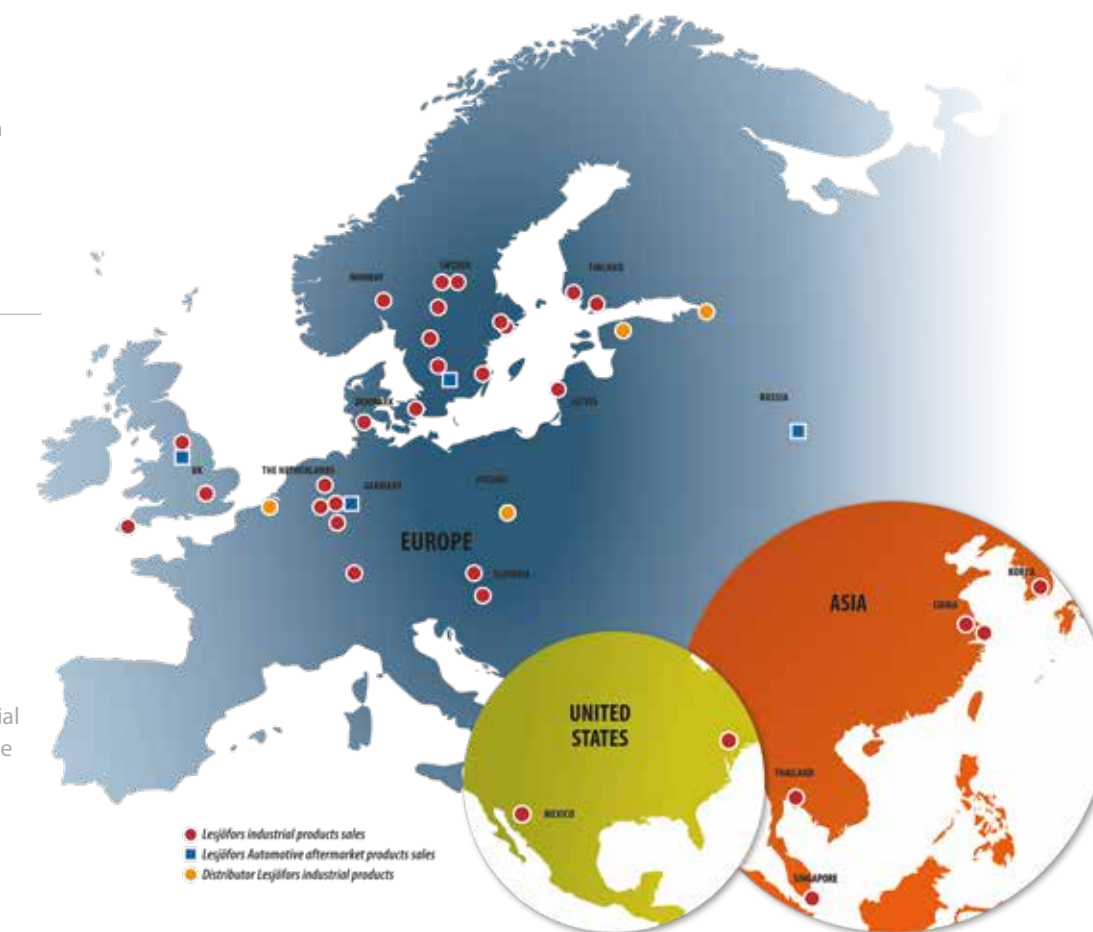 n
ial
e
NORWAY
SWEDEN
FINLAND
DENMARK
LATVIA
RUSSIA
UK
THE NETHERLANDS
GERMANY
POLAND
EUROPE
SLOVAKIA
ASIA
KOREA
CHINA
UNITED
STATES
THAILAND
MEXICO
SINGAPORE
Lesjöfors industrial products sales
Lesjöfors Automotive aftermarket products sales
Distributor Lesjöfors industrial products